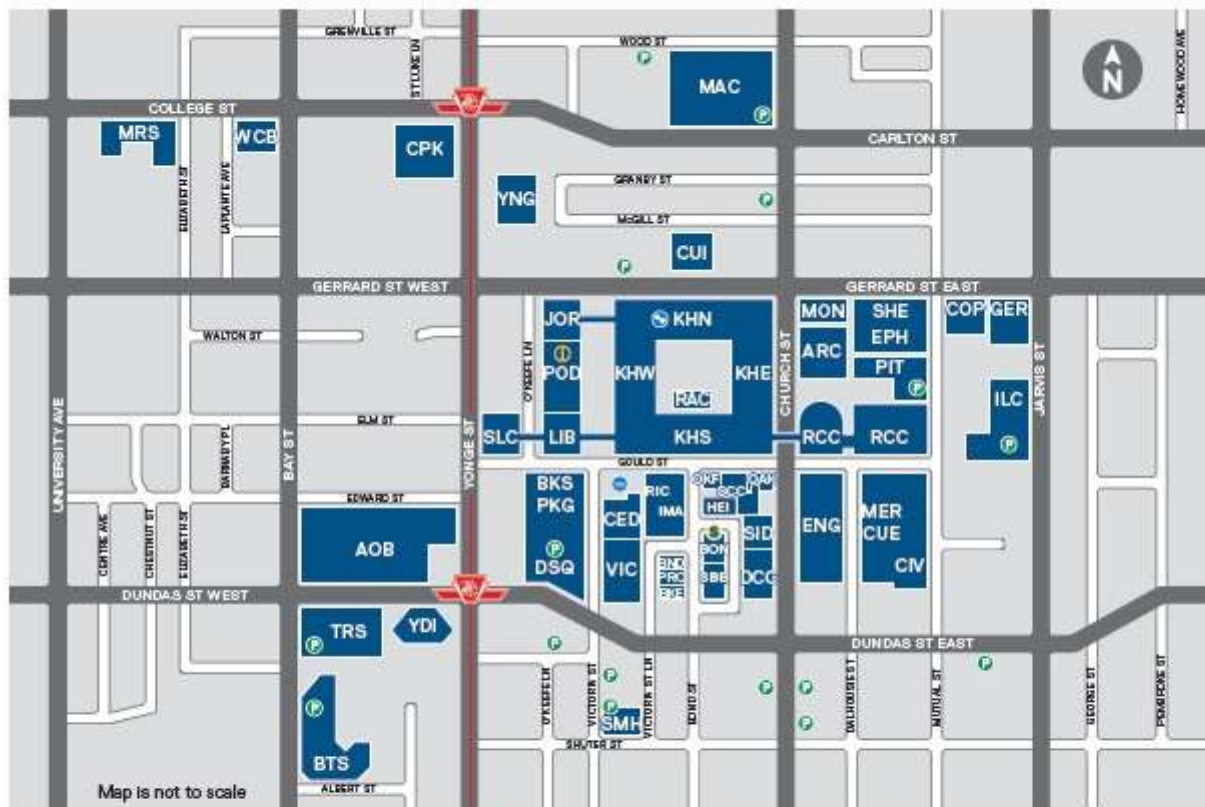 GRENVILLE ST
ST LUKE LN
WOOD ST
HOMEWOOD AVE
N
MAC
P
COLLEGE ST
CARLTON ST
MRS
WCB
CPK
ELIZABETH ST
LAPLANTE AVE
YNG
GRANBY ST
P
MCGILL ST
CUI
P
GERRARD ST WEST
GERRARD ST EAST
JOR
KHN
MON
SHE
COP
GER
WALTON ST
O'KEEFE LN
EPH
ARC
POD
KHW
KHE
PIT
P
CHURCH ST
JARVIS ST
RAC
ILC
ELM ST
SLC
LIB
KHS
RCC
RCC
P
UNIVERSITY AVE
BARNABY PL
BAY ST
YONGE ST
GOULD ST
BKS
PKG
OKF
OAK
SCC
RIC
IMA
HEI
EDWARD ST
CENTRE AVE
CHESTNUT ST
ELIZABETH ST
AOB
CED
SID
ENG
MER
CUE
P
DSQ
VIC
BND
PRO
BKE
BON
SBB
OCC
CIV
DUNDAS ST WEST
TRS
P
YDI
DUNDAS ST EAST
P
P
O'KEEFE LN
VICTORIA ST
VICTORIA ST LN
BOND ST
DALHOUSIE ST
MUTUAL ST
GEORGE ST
PEMBROKE ST
P
P
P
P
P
SMH
SHUTER ST
BTS
ALBERT ST
Map is not to scale